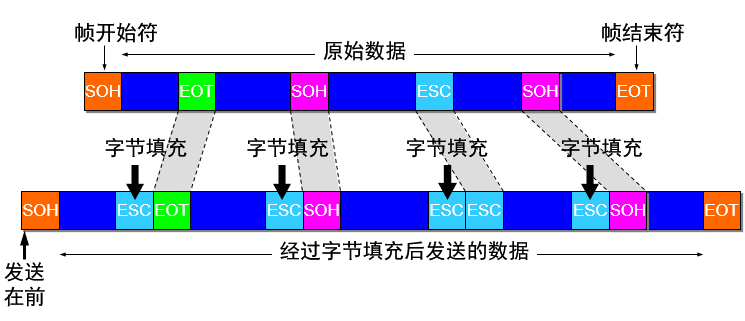 帧开始符
原始数据
帧结束符
SOH EOT SOH ESC SOH EOT
字节填充 字节填充 字节填充 字节填充
SOH ESC EOT ESC SOH ESC ESC ESC SOH EOT
经过字节填充后发送的数据
发送
在前